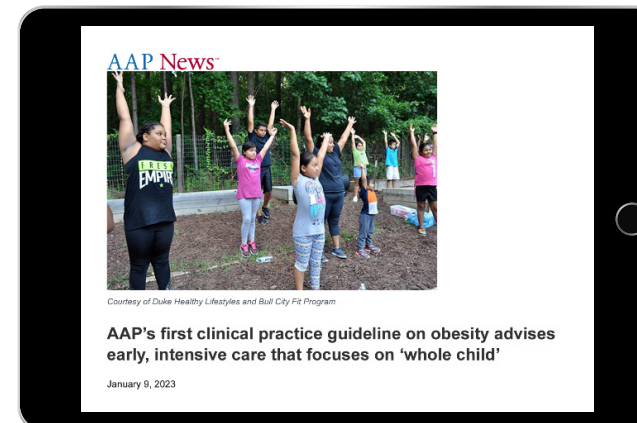 AAP News™
FRESH
EMPIRE
Courtesy of Duke Healthy Lifestyles and Bull City Fit Program
AAP's first clinical practice guideline on obesity advises
early, intensive care that focuses on ‘whole child’
January 9, 2023